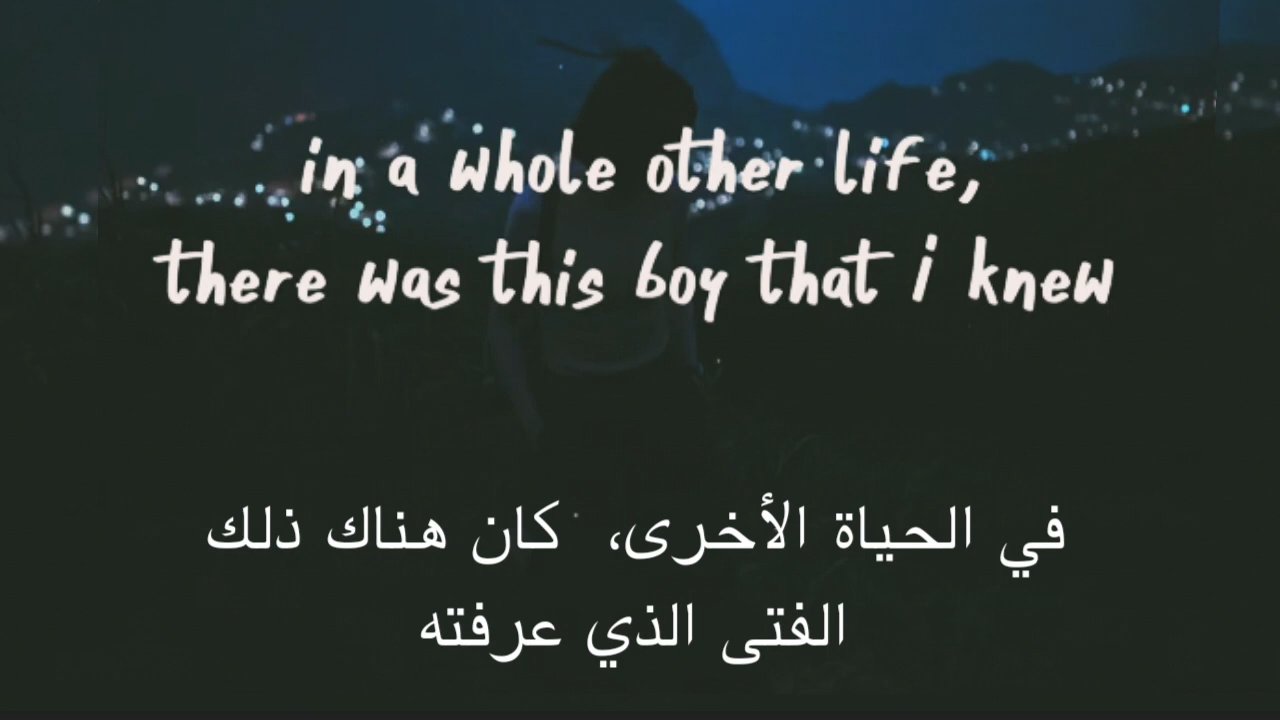 in a whole other life,
there was this boy that i knew
في الحياة الأخرى، كان هناك ذلك
الفتى الذي عرفته